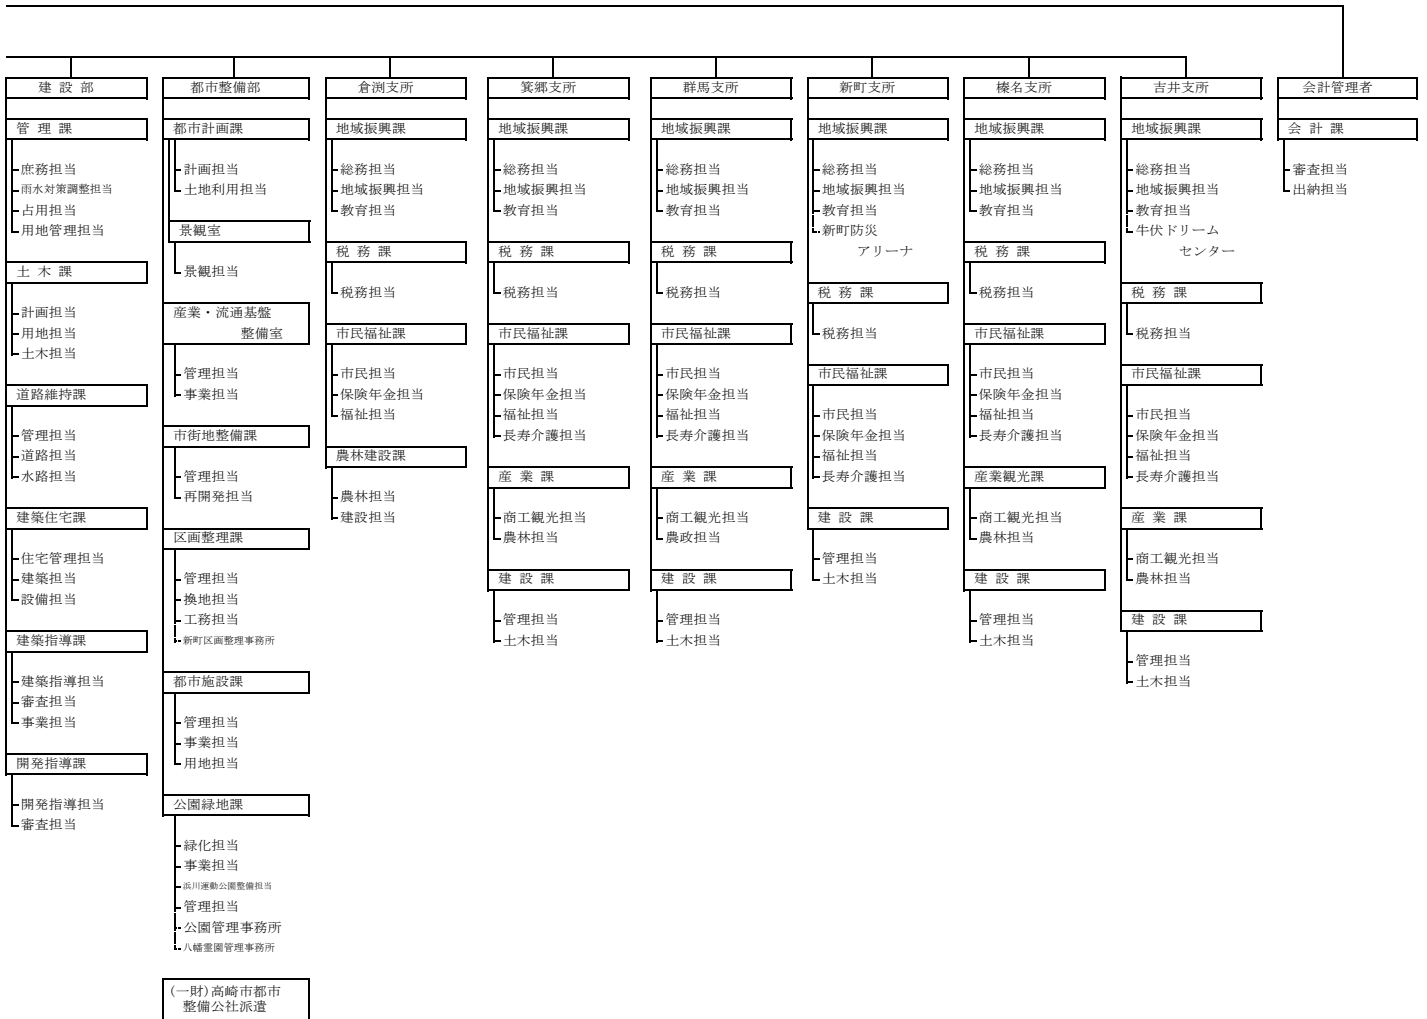 建設部
管理課
庶務担当
雨水対策調整担当
占用担当
用地管理担当
土木課
計画担当
用地担当
土木担当
道路維持課
管理担当
道路担当
水路担当
建築住宅課
住宅管理担当
建築担当
設備担当
建築指導課
建築指導担当
審査担当
事業担当
開発指導課
開発指導担当
審査担当
都市整備部
都市計画課
計画担当
土地利用担当
景観室
景観担当
産業・流通基盤
整備室
管理担当
事業担当
市街地整備課
管理担当
再開発担当
区画整理課
管理担当
換地担当
工務担当
新町区画整理事務所
都市施設課
管理担当
事業担当
用地担当
公園緑地課
緑化担当
事業担当
浜川運動公園整備担当
管理担当
公園管理事務所
八幡霊園管理事務所
(一財)高崎市都市
整備公社派遣
倉渕支所
地域振興課
総務担当
地域振興担当
教育担当
税務課
税務担当
市民福祉課
市民担当
保険年金担当
福祉担当
農林建設課
農林担当
建設担当
箕郷支所
地域振興課
総務担当
地域振興担当
教育担当
税務課
税務担当
市民福祉課
市民担当
保険年金担当
福祉担当
長寿介護担当
産業課
商工観光担当
農林担当
建設課
管理担当
土木担当
群馬支所
地域振興課
総務担当
地域振興担当
教育担当
税務課
税務担当
市民福祉課
市民担当
保険年金担当
福祉担当
長寿介護担当
産業課
商工観光担当
農政担当
建設課
管理担当
土木担当
新町支所
地域振興課
総務担当
地域振興担当
教育担当
新町防災
アリーナ
税務課
税務担当
市民福祉課
市民担当
保険年金担当
福祉担当
長寿介護担当
建設課
管理担当
土木担当
榛名支所
地域振興課
総務担当
地域振興担当
教育担当
税務課
税務担当
市民福祉課
市民担当
保険年金担当
福祉担当
長寿介護担当
産業観光課
商工観光担当
農林担当
建設課
管理担当
土木担当
吉井支所
地域振興課
総務担当
地域振興担当
教育担当
牛伏ドリーム
センター
税務課
税務担当
市民福祉課
市民担当
保険年金担当
福祉担当
長寿介護担当
産業課
商工観光担当
農林担当
建設課
管理担当
土木担当
会計管理者
会計課
審査担当
出納担当